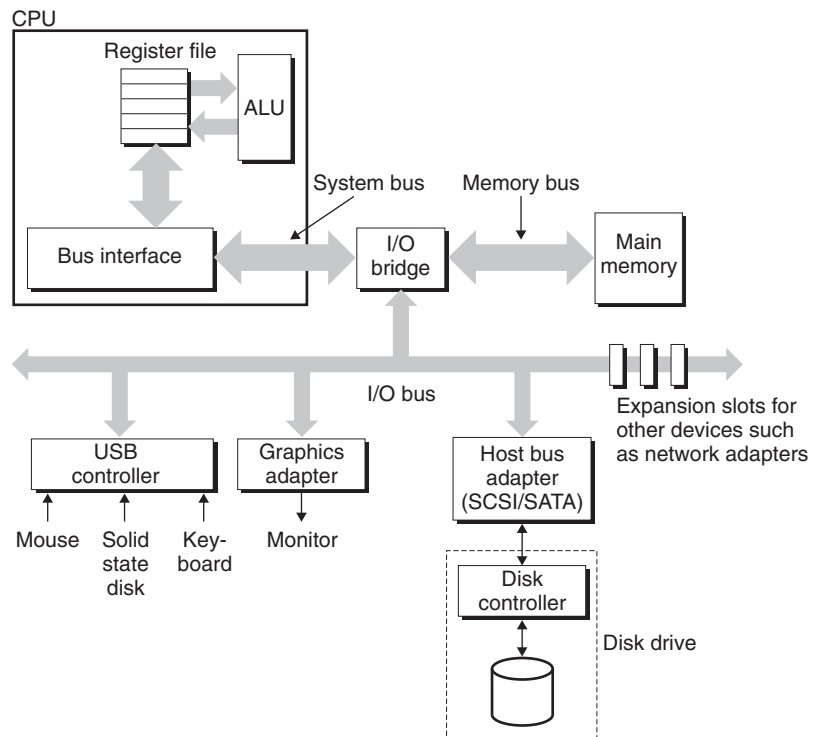 CPU
Register file
ALU
System bus
Memory bus
Bus interface
I/O
bridge
Main
memory
I/O bus
Expansion slots for
other devices such
as network adapters
USB
controller
Graphics
adapter
Host bus
adapter
(SCSI/SATA)
Mouse
Solid
state
disk
Key-
board
Monitor
Disk
controller
Disk drive